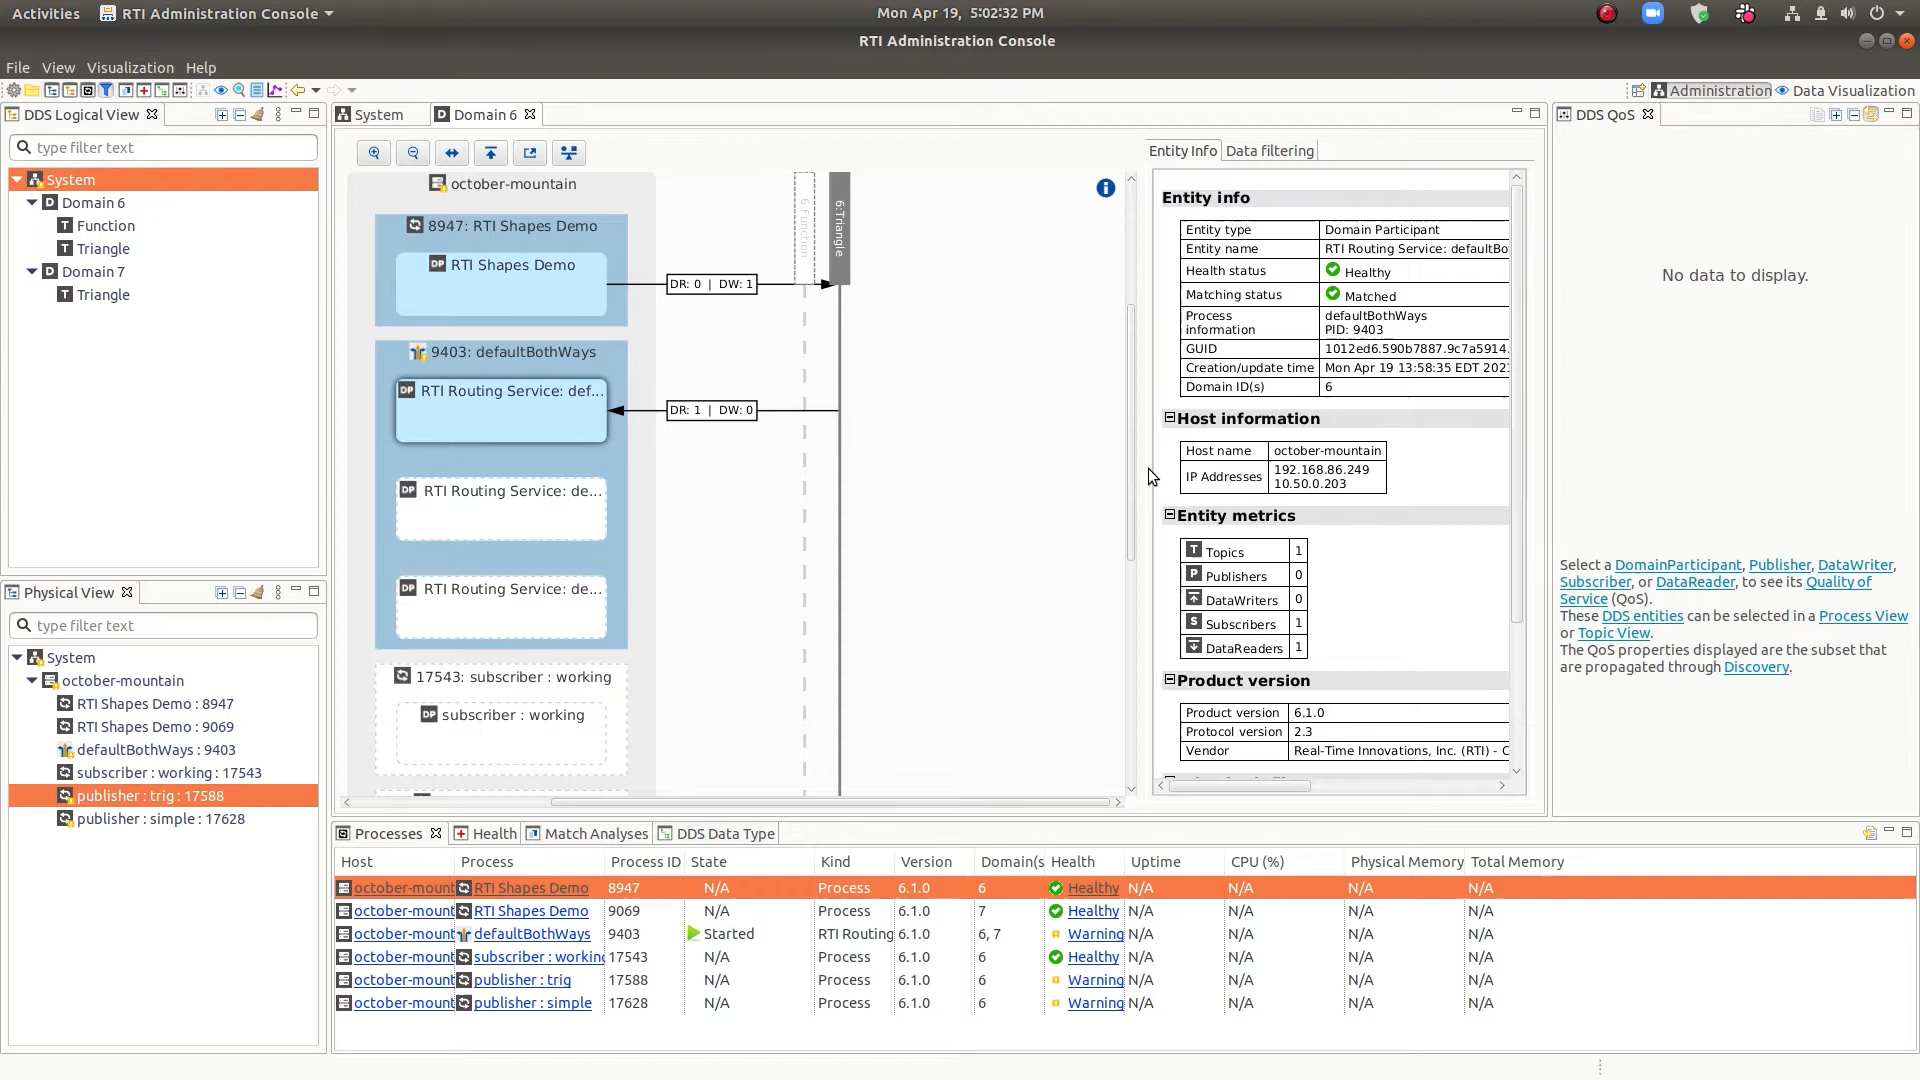 Activities RTI Administration Console Mon Apr 19, 5:02:32 PM
RTI Administration Console
File View Visualization Help
Administration Data Visualization
DDS Logical View
type filter text
System
Domain 6
Function
Triangle
Domain 7
Triangle
Physical View
type filter text
System
october-mountain
RTI Shapes Demo : 8947
RTI Shapes Demo : 9069
defaultBothWays : 9403
subscriber : working : 17543
publisher : trig : 17588
publisher : simple : 17628
System Domain 6
october-mountain
8947: RTI Shapes Demo
DP RTI Shapes Demo
DR: 0 | DW: 1
6:Function
6:Triangle
9403: defaultBothWays
DP RTI Routing Service: def...
DR: 1 | DW: 0
DP RTI Routing Service: de...
DP RTI Routing Service: de...
17543: subscriber : working
DP subscriber : working
Entity Info Data filtering
Entity info
Entity type Domain Participant
Entity name RTI Routing Service: defaultBo
Health status Healthy
Matching status Matched
Process information defaultBothWays
PID: 9403
GUID 1012ed6.590b7887.9c7a5914.
Creation/update time Mon Apr 19 13:58:35 EDT 202
Domain ID(s) 6
Host information
Host name october-mountain
IP Addresses 192.168.86.249
10.50.0.203
Entity metrics
T Topics 1
P Publishers 0
DataWriters 0
S Subscribers 1
DataReaders 1
Product version
Product version 6.1.0
Protocol version 2.3
Vendor Real-Time Innovations, Inc. (RTI) - C
DDS QoS
No data to display.
Select a DomainParticipant, Publisher, DataWriter,
Subscriber, or DataReader, to see its Quality of
Service (QoS).
These DDS entities can be selected in a Process View
or Topic View.
The QoS properties displayed are the subset that
are propagated through Discovery.
Processes Health Match Analyses DDS Data Type
Host Process Process ID State Kind Version Domain(s Health Uptime CPU (%) Physical Memory Total Memory
october-mount RTI Shapes Demo 8947 N/A Process 6.1.0 6 Healthy N/A N/A N/A N/A
october-mount RTI Shapes Demo 9069 N/A Process 6.1.0 7 Healthy N/A N/A N/A N/A
october-mount defaultBothWays 9403 Started RTI Routing 6.1.0 6, 7 Warning N/A N/A N/A N/A
october-mount subscriber : working 17543 N/A Process 6.1.0 6 Healthy N/A N/A N/A N/A
october-mount publisher : trig 17588 N/A Process 6.1.0 6 Warning N/A N/A N/A N/A
october-mount publisher : simple 17628 N/A Process 6.1.0 6 Warning N/A N/A N/A N/A